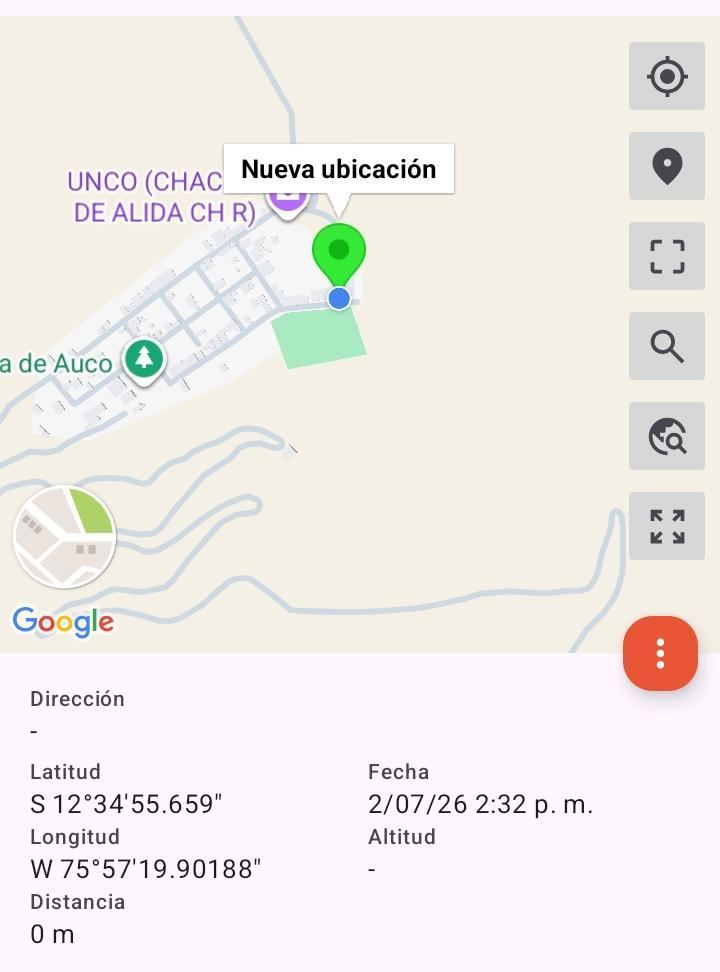 Nueva ubicación
UNCO (CHAC
DE ALIDA CH R)
a de Auco
Google
Dirección
-
Latitud
S 12°34'55.659"
Fecha
2/07/26 2:32 p. m.
Longitud
W 75°57'19.90188"
Altitud
-
Distancia
0 m